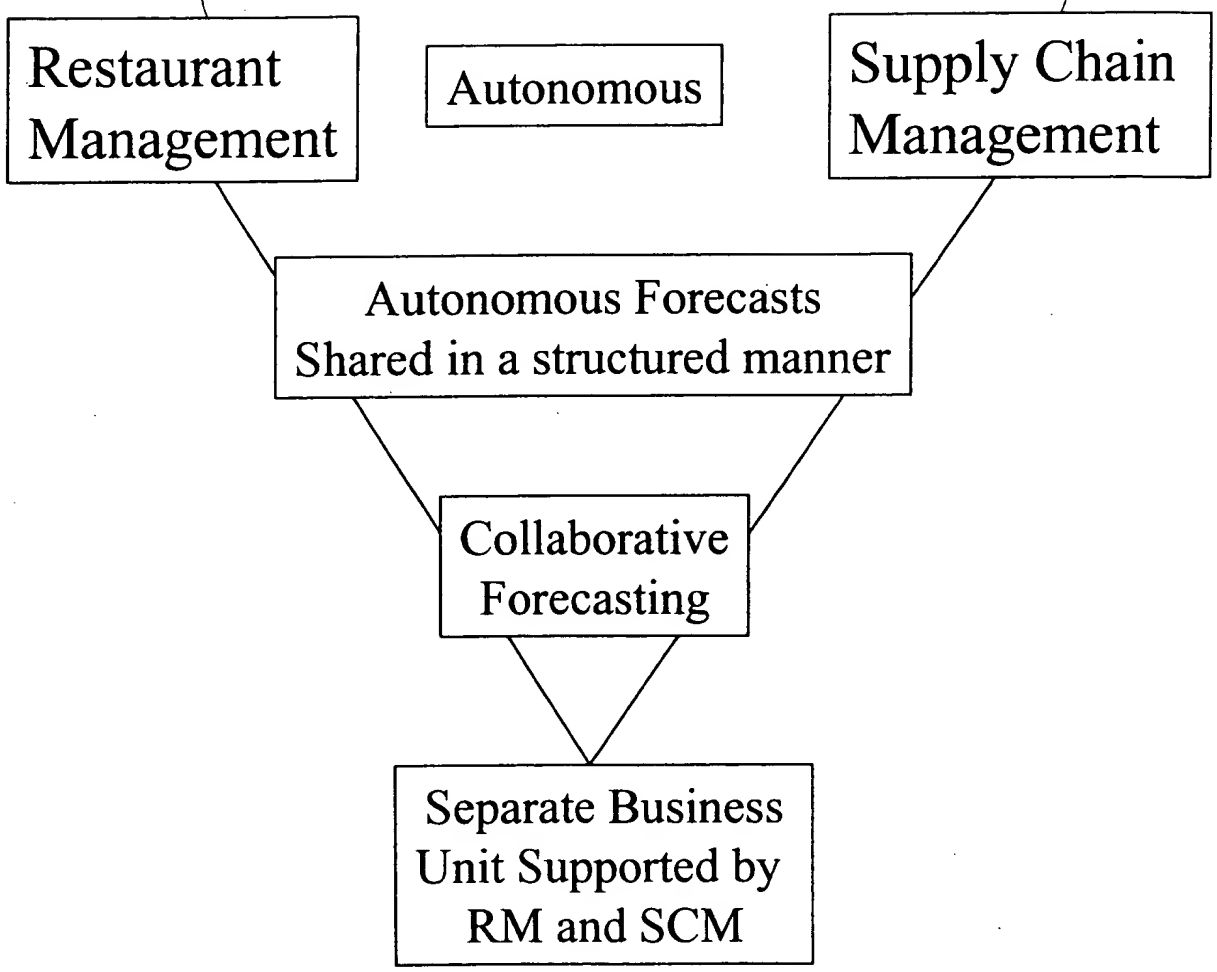 Restaurant
Management
Autonomous
Supply Chain
Management
Autonomous Forecasts
Shared in a structured manner
Collaborative
Forecasting
Separate Business
Unit Supported by
RM and SCM